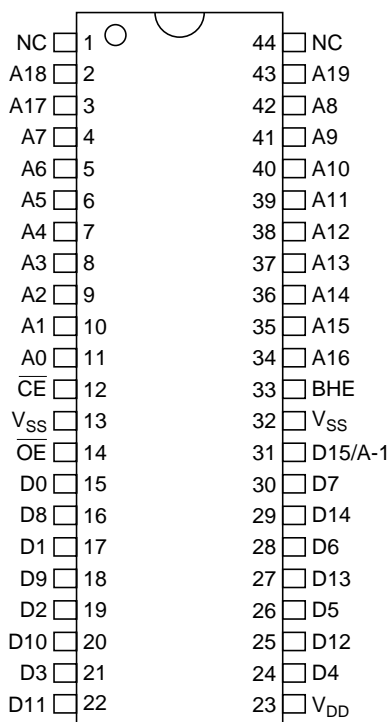 NC 1 44 NC
A18 2 43 A19
A17 3 42 A8
A7 4 41 A9
A6 5 40 A10
A5 6 39 A11
A4 7 38 A12
A3 8 37 A13
A2 9 36 A14
A1 10 35 A15
A0 11 34 A16
C̅E̅ 12 33 BHE
VSS 13 32 VSS
O̅E̅ 14 31 D15/A-1
D0 15 30 D7
D8 16 29 D14
D1 17 28 D6
D9 18 27 D13
D2 19 26 D5
D10 20 25 D12
D3 21 24 D4
D11 22 23 VDD